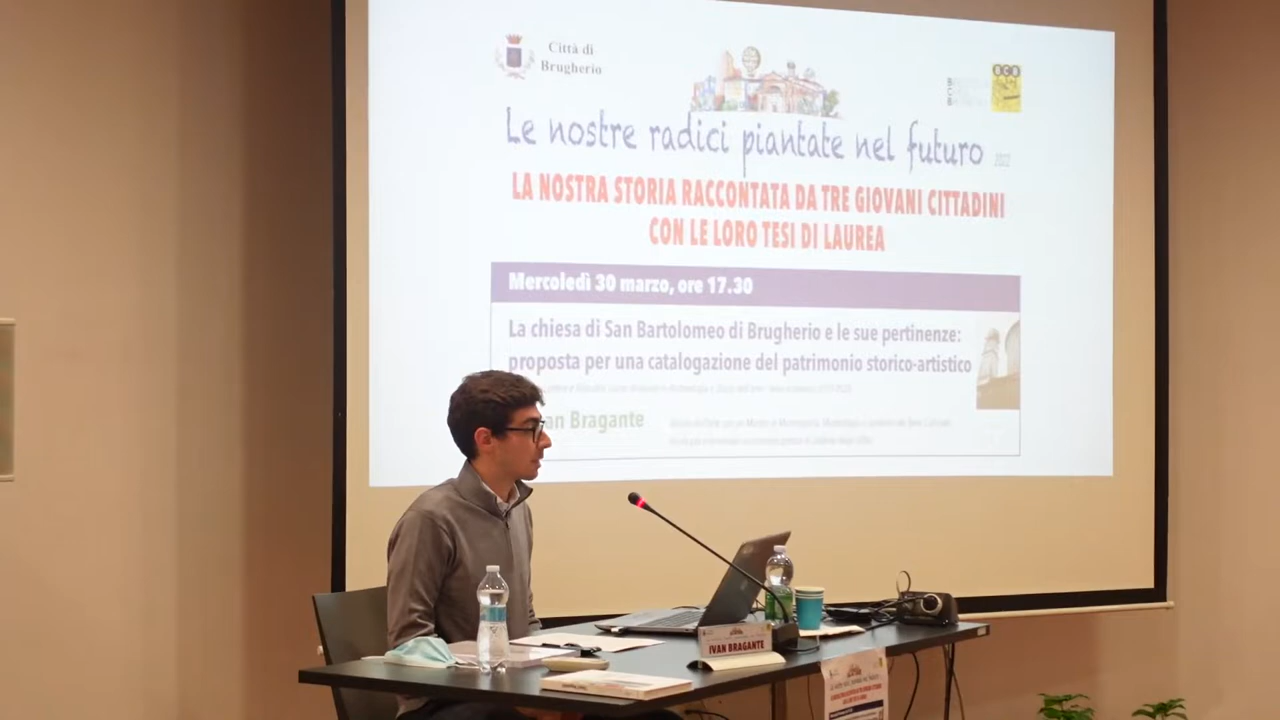 Città di
Brugherio
BCB
Le nostre radici piantate nel futuro 2022
LA NOSTRA STORIA RACCONTATA DA TRE GIOVANI CITTADINI
CON LE LORO TESI DI LAUREA
Mercoledì 30 marzo, ore 17.30
La chiesa di San Bartolomeo di Brugherio e le sue pertinenze:
proposta per una catalogazione del patrimonio storico-artistico
an Bragante
IVAN BRAGANTE